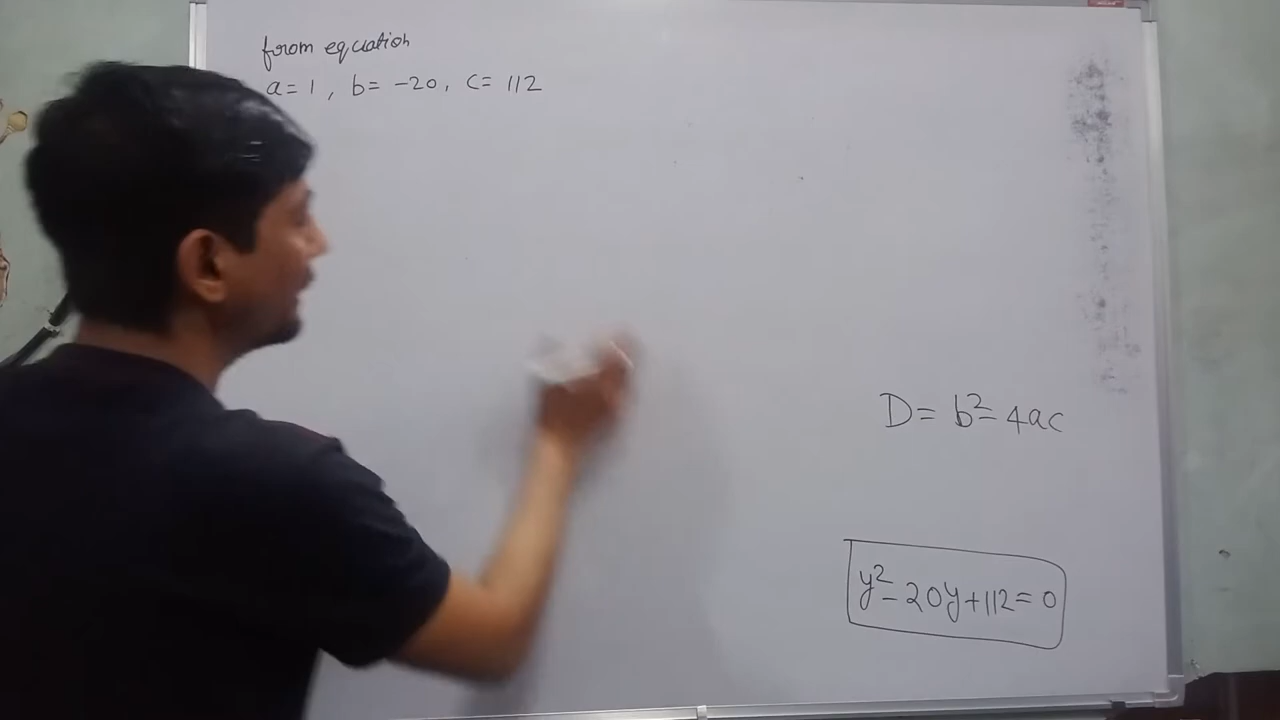 from equation
a = 1 , b = -20, c = 112
D = b² - 4ac
y² - 20y + 112 = 0